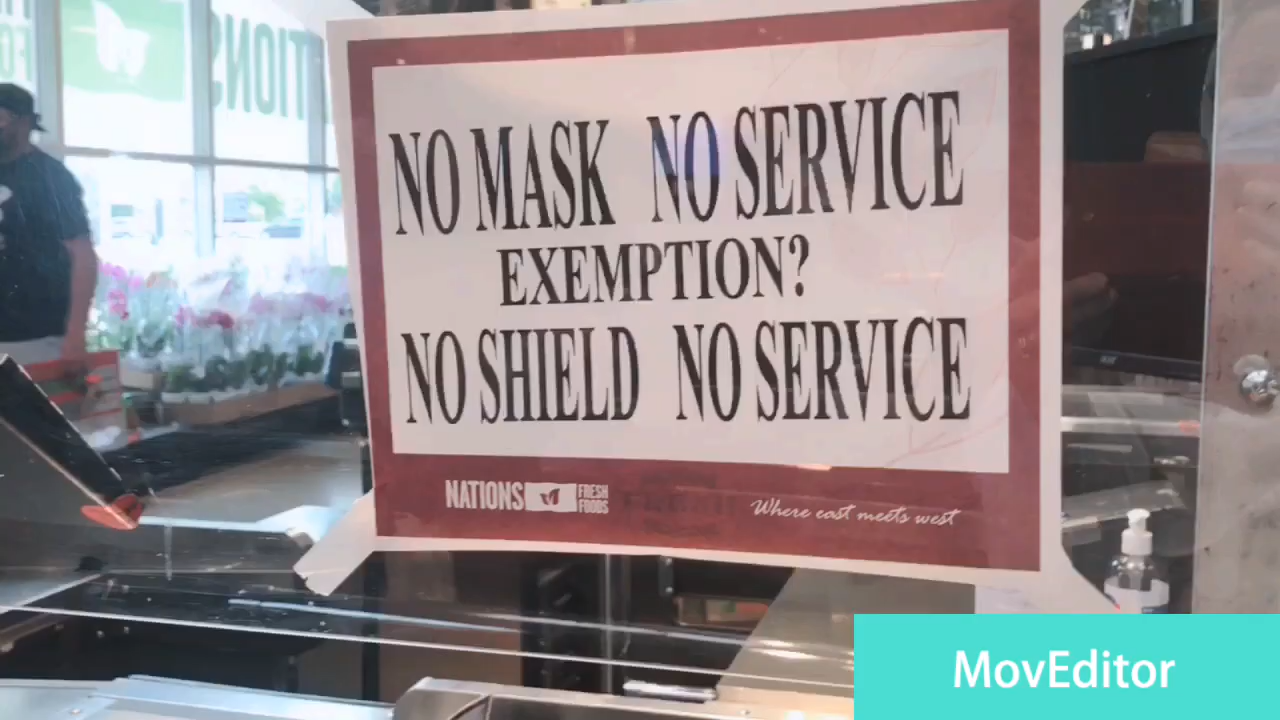 NO MASK NO SERVICE
EXEMPTION?
NO SHIELD NO SERVICE
NATIONS FRESH FOODS
Where east meets west
MovEditor